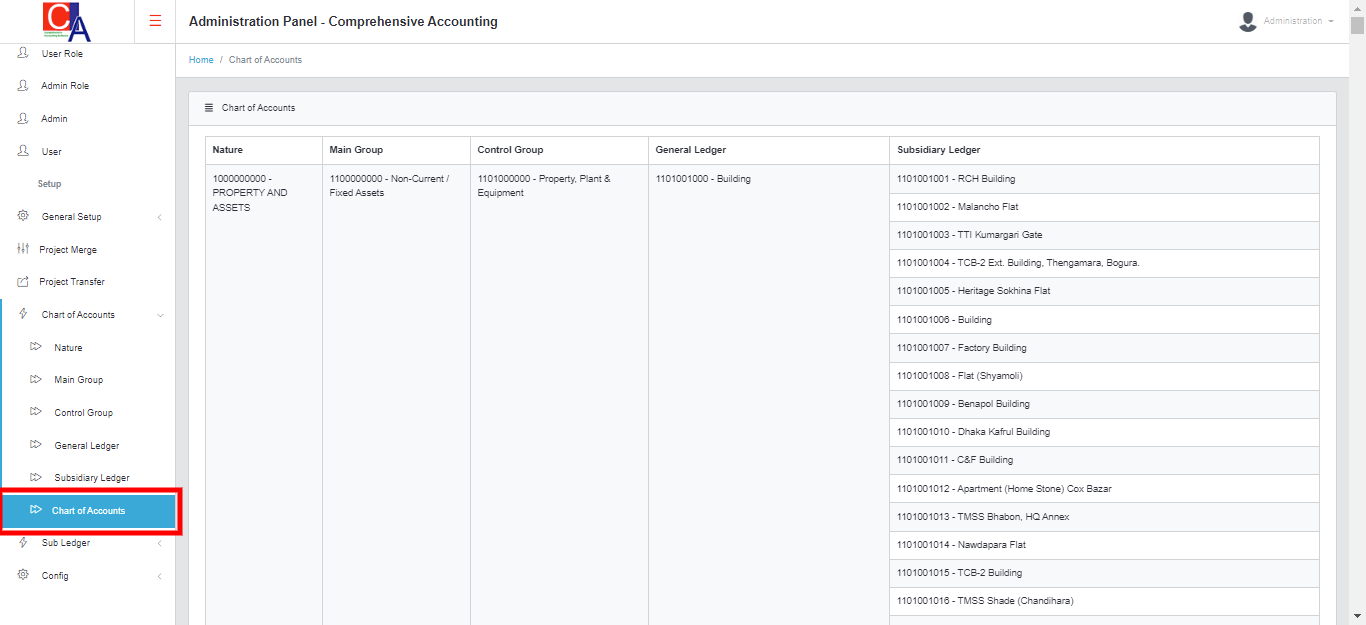 CA
Administration Panel - Comprehensive Accounting
Administration
User Role
Admin Role
Admin
User
Setup
General Setup
Project Merge
Project Transfer
Chart of Accounts
Nature
Main Group
Control Group
General Ledger
Subsidiary Ledger
Chart of Accounts
Sub Ledger
Config
Home / Chart of Accounts
Chart of Accounts
Nature Main Group Control Group General Ledger Subsidiary Ledger
1000000000 -
PROPERTY AND
ASSETS
1100000000 - Non-Current /
Fixed Assets
1101000000 - Property, Plant &
Equipment
1101001000 - Building
1101001001 - RCH Building
1101001002 - Malancho Flat
1101001003 - TTI Kumargari Gate
1101001004 - TCB-2 Ext. Building, Thengamara, Bogura.
1101001005 - Heritage Sokhina Flat
1101001006 - Building
1101001007 - Factory Building
1101001008 - Flat (Shyamoli)
1101001009 - Benapol Building
1101001010 - Dhaka Kafrul Building
1101001011 - C&F Building
1101001012 - Apartment (Home Stone) Cox Bazar
1101001013 - TMSS Bhabon, HQ Annex
1101001014 - Nawdapara Flat
1101001015 - TCB-2 Building
1101001016 - TMSS Shade (Chandihara)